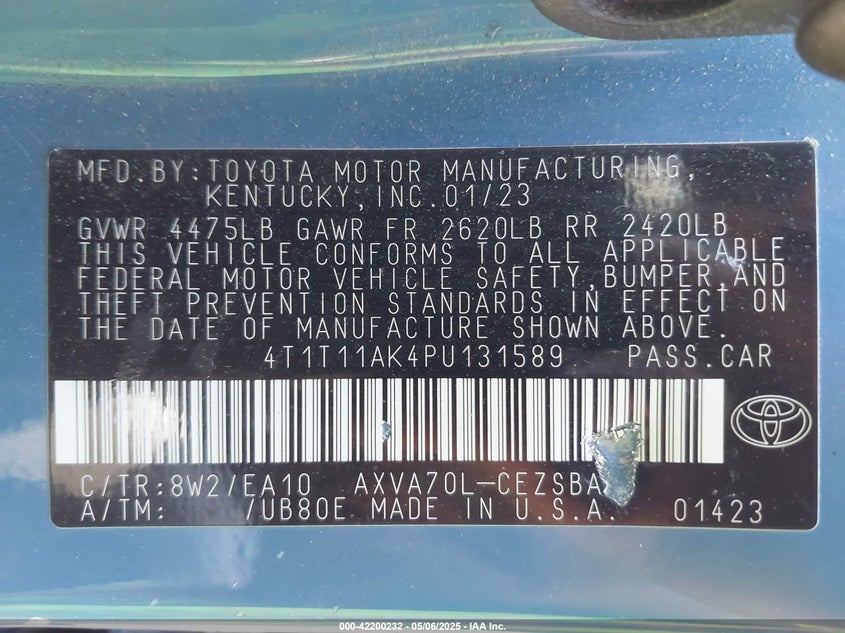 MFD.BY:TOYOTA MOTOR MANUFACTURING,
KENTUCKY,INC.01/23
GVWR 4475LB GAWR FR 2620LB RR 2420LB
THIS VEHICLE CONFORMS TO ALL APPLICABLE
FEDERAL MOTOR VEHICLE SAFETY,BUMPER,AND
THEFT PREVENTION STANDARDS IN EFFECT ON
THE DATE OF MANUFACTURE SHOWN ABOVE.
4T1T11AK4PU131589 PASS.CAR
C/TR:8W2/EA10 AXVA70L-CEZSBA
A/TM: /UB80E MADE IN U.S.A. 01423
000-42200232 - 05/06/2025 - IAA Inc.